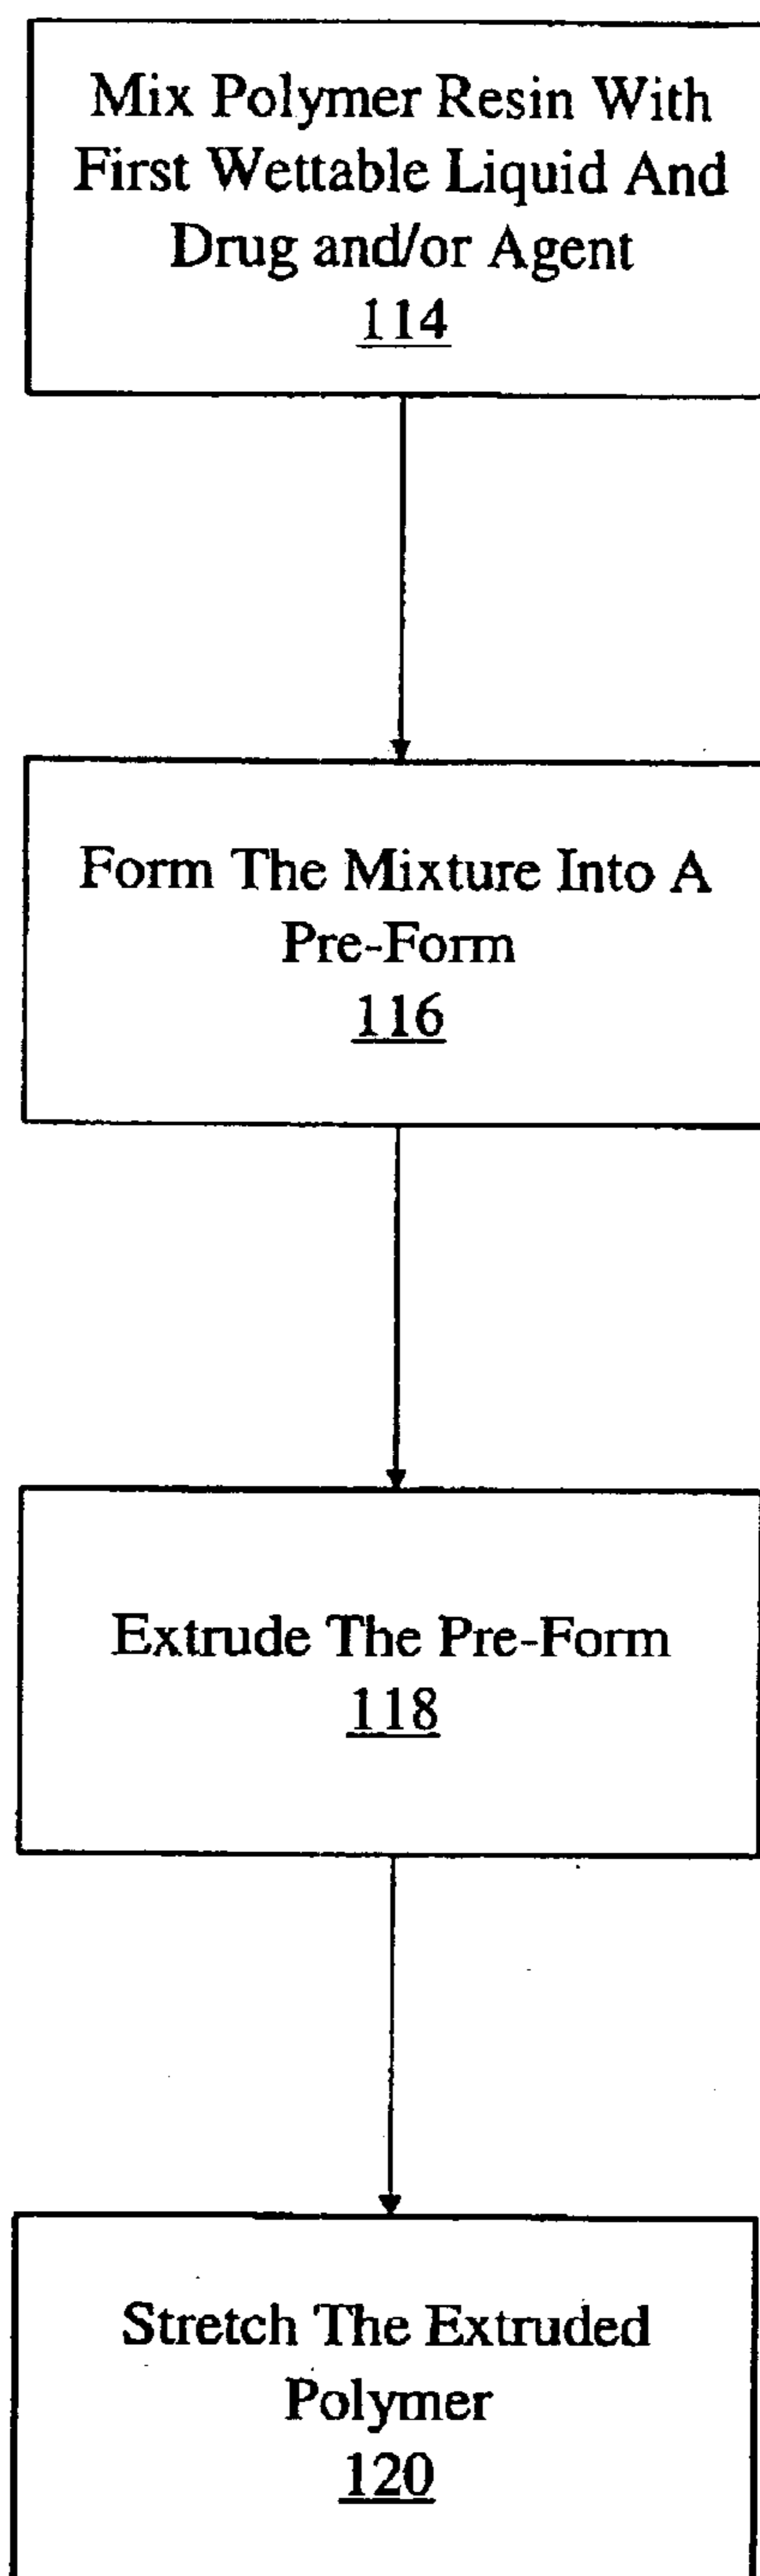 Mix Polymer Resin With
First Wettable Liquid And
Drug and/or Agent
114
Form The Mixture Into A
Pre-Form
116
Extrude The Pre-Form
118
Stretch The Extruded
Polymer
120